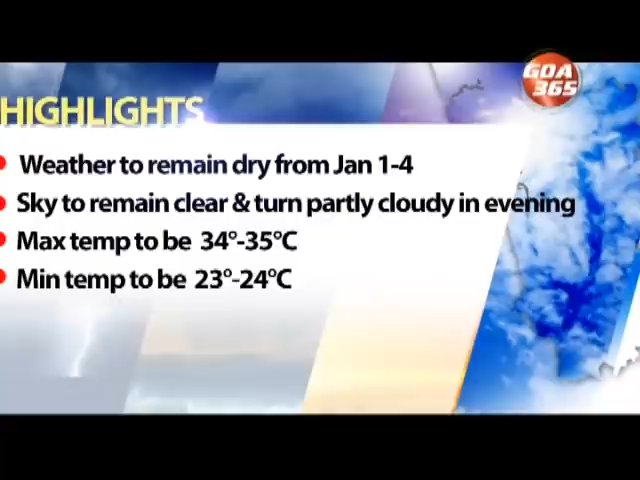 GOA
365
HIGHLIGHTS
Weather to remain dry from Jan 1-4
Sky to remain clear & turn partly cloudy in evening
Max temp to be 34°-35°C
Min temp to be 23°-24°C